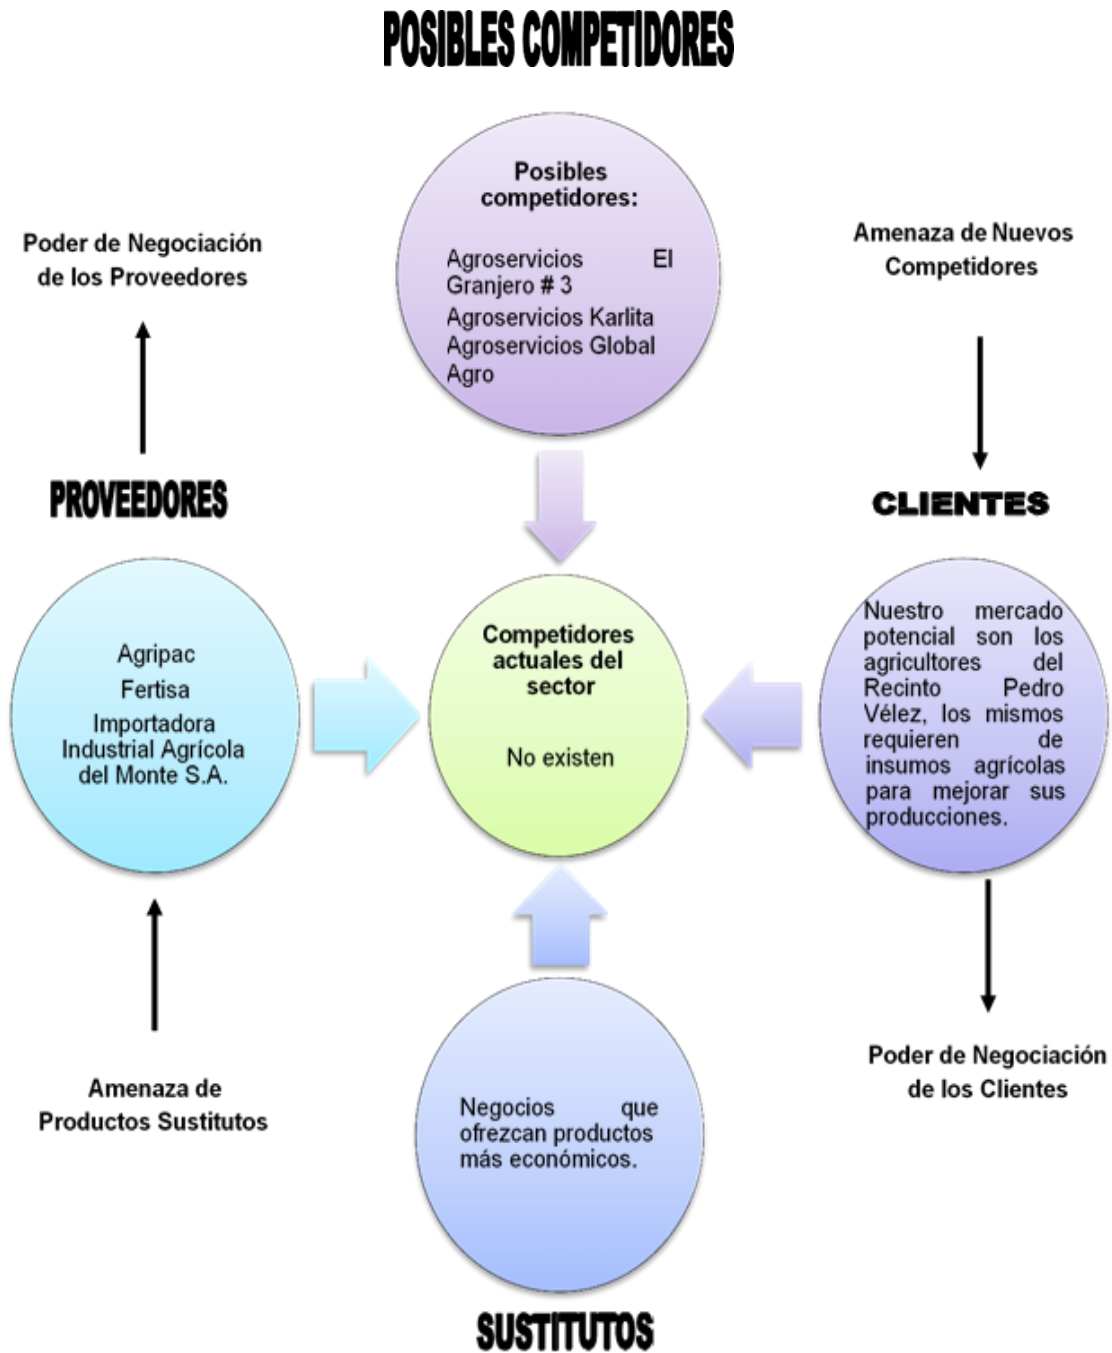 POSIBLES COMPETIDORES
Posibles
competidores:
Agroservicios El
Granjero # 3
Agroservicios Karlita
Agroservicios Global
Agro
Poder de Negociación
de los Proveedores
Amenaza de Nuevos
Competidores
PROVEEDORES
CLIENTES
Agripac
Fertisa
Importadora
Industrial Agrícola
del Monte S.A.
Competidores
actuales del
sector
No existen
Nuestro mercado
potencial son los
agricultores del
Recinto Pedro
Vélez, los mismos
requieren de
insumos agrícolas
para mejorar sus
producciones.
Amenaza de
Productos Sustitutos
Negocios que
ofrezcan productos
más económicos.
Poder de Negociación
de los Clientes
SUSTITUTOS